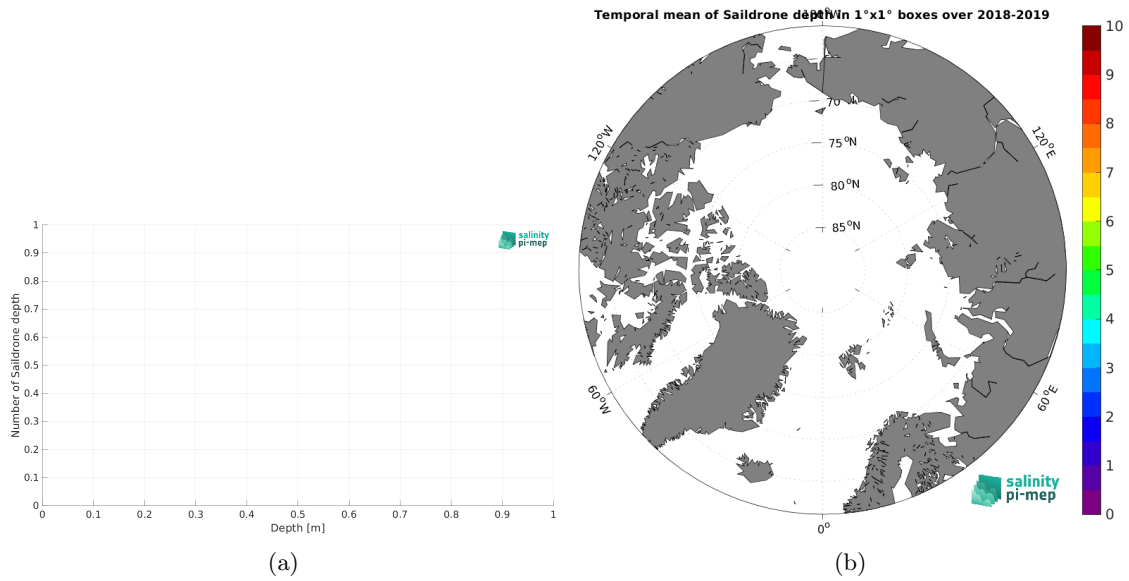 Temporal mean of Saildrone depth in 1°x1° boxes over 2018-2019
180°W
120°W
120°E
70°N
75°N
80°N
85°N
60°W
60°E
0°
10
9
8
7
6
5
4
3
2
1
0
salinity
pi-mep
1
0.9
0.8
0.7
0.6
0.5
0.4
0.3
0.2
0.1
0
Number of Saildrone depth
0 0.1 0.2 0.3 0.4 0.5 0.6 0.7 0.8 0.9 1
Depth [m]
salinity
pi-mep
(a)
(b)